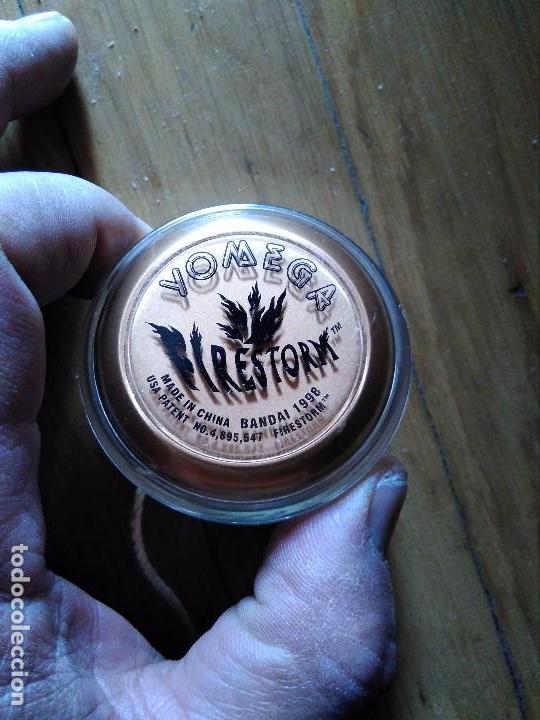 YOMEGA
FIRESTORM™
MADE IN CHINA BANDAI 1998
USA PATENT NO.4,895,547 FIRESTORM™
todocoleccion